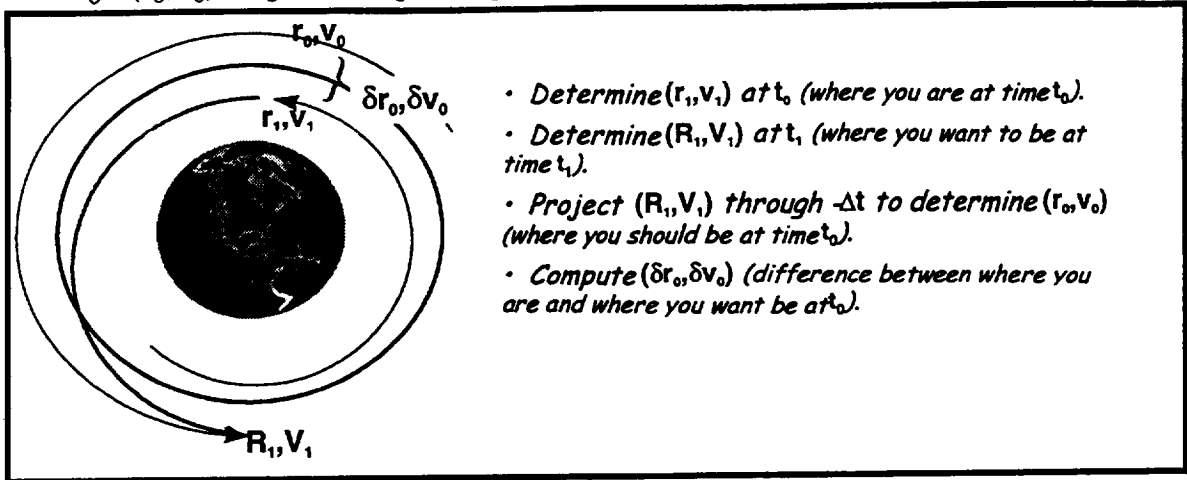 r₀,v₀
δr₀,δv₀
r₁,v₁
R₁,V₁
· Determine (r₁,v₁) at t₀ (where you are at time t₀).
· Determine (R₁,V₁) at t₁ (where you want to be at
time t₁).
· Project (R₁,V₁) through -Δt to determine (r₀,v₀)
(where you should be at time t₀).
· Compute (δr₀,δv₀) (difference between where you
are and where you want be at t₀).